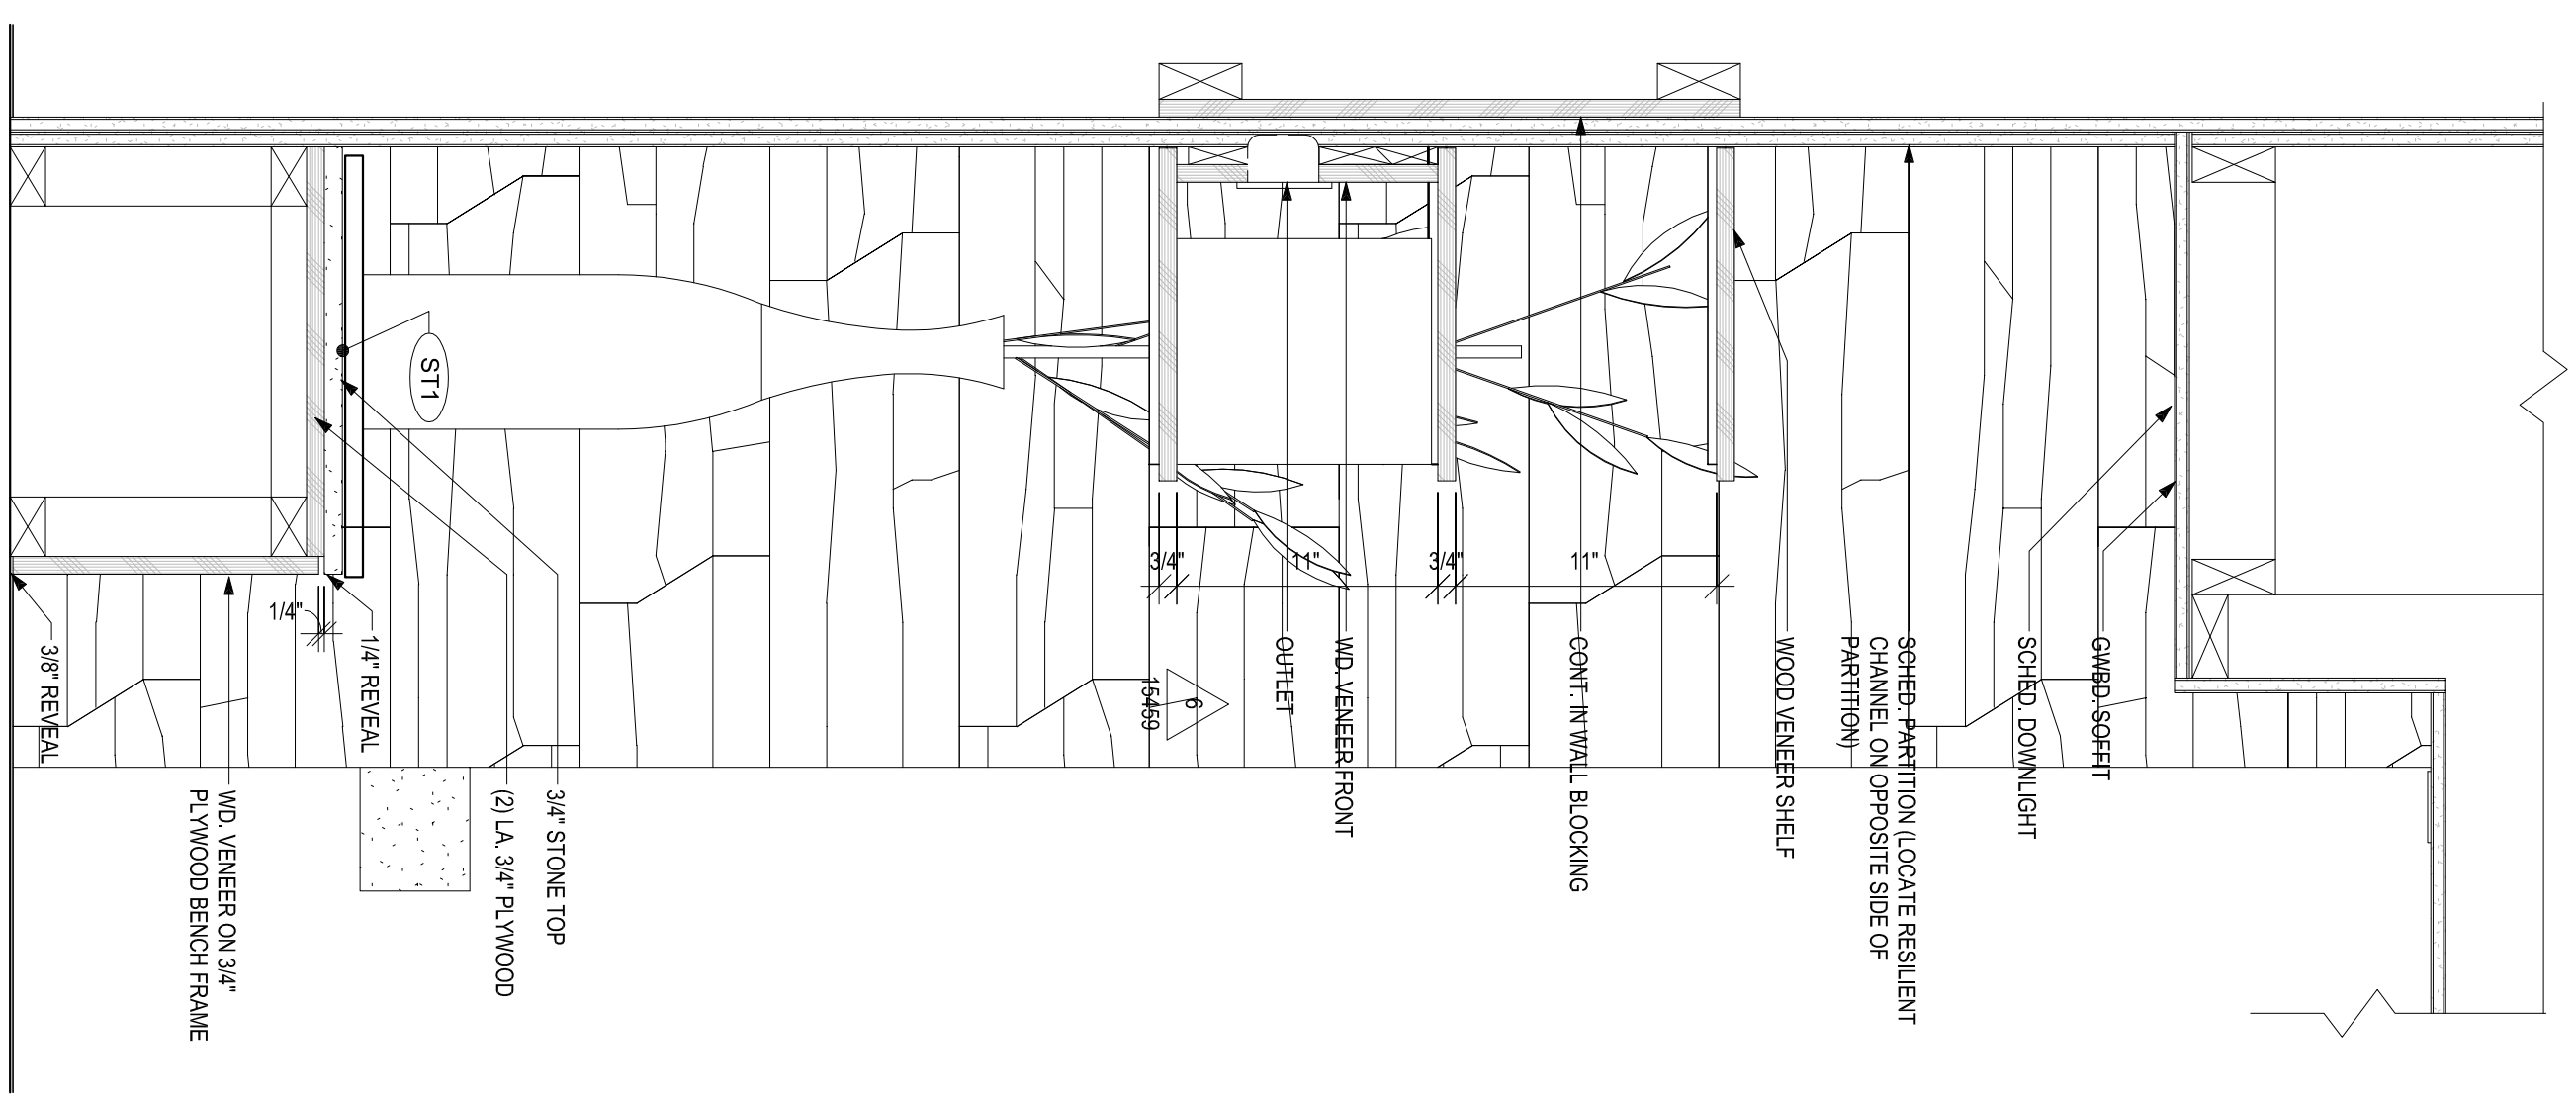 GWBD. SOFFIT
SCHED. DOWNLIGHT
SCHED. PARTITION (LOCATE RESILIENT
CHANNEL ON OPPOSITE SIDE OF
PARTITION)
WOOD VENEER SHELF
CONT. IN WALL BLOCKING
WD. VENEER FRONT
OUTLET
11"
3/4"
11"
3/4"
6
15459
3/4" STONE TOP
(2) LA. 3/4" PLYWOOD
ST1
1/4" REVEAL
1/4"
WD. VENEER ON 3/4"
PLYWOOD BENCH FRAME
3/8" REVEAL